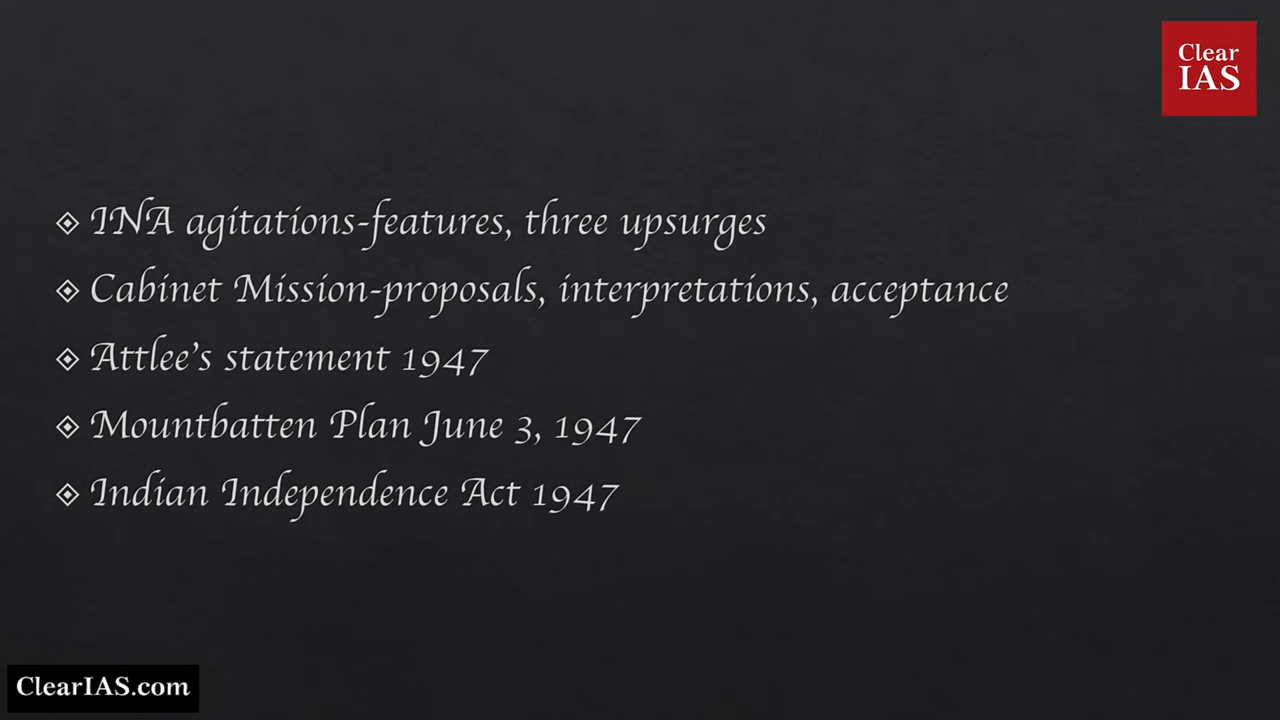 Clear
IAS
INA agitations-features, three upsurges
Cabinet Mission-proposals, interpretations, acceptance
Attlee's statement 1947
Mountbatten Plan June 3, 1947
Indian Independence Act 1947
ClearIAS.com